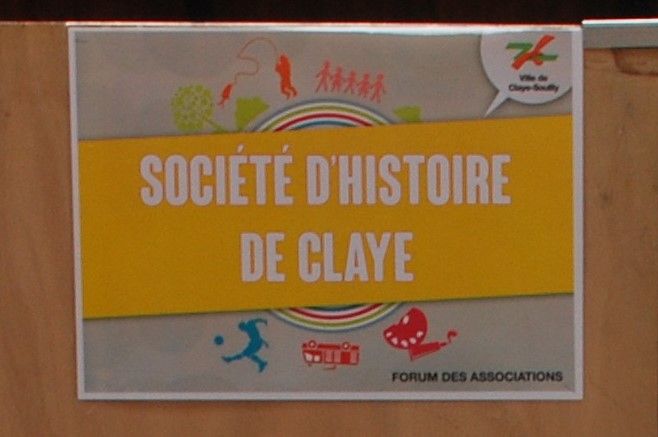 Ville de
Claye-Souilly
SOCIÉTÉ D'HISTOIRE
DE CLAYE
FORUM DES ASSOCIATIONS